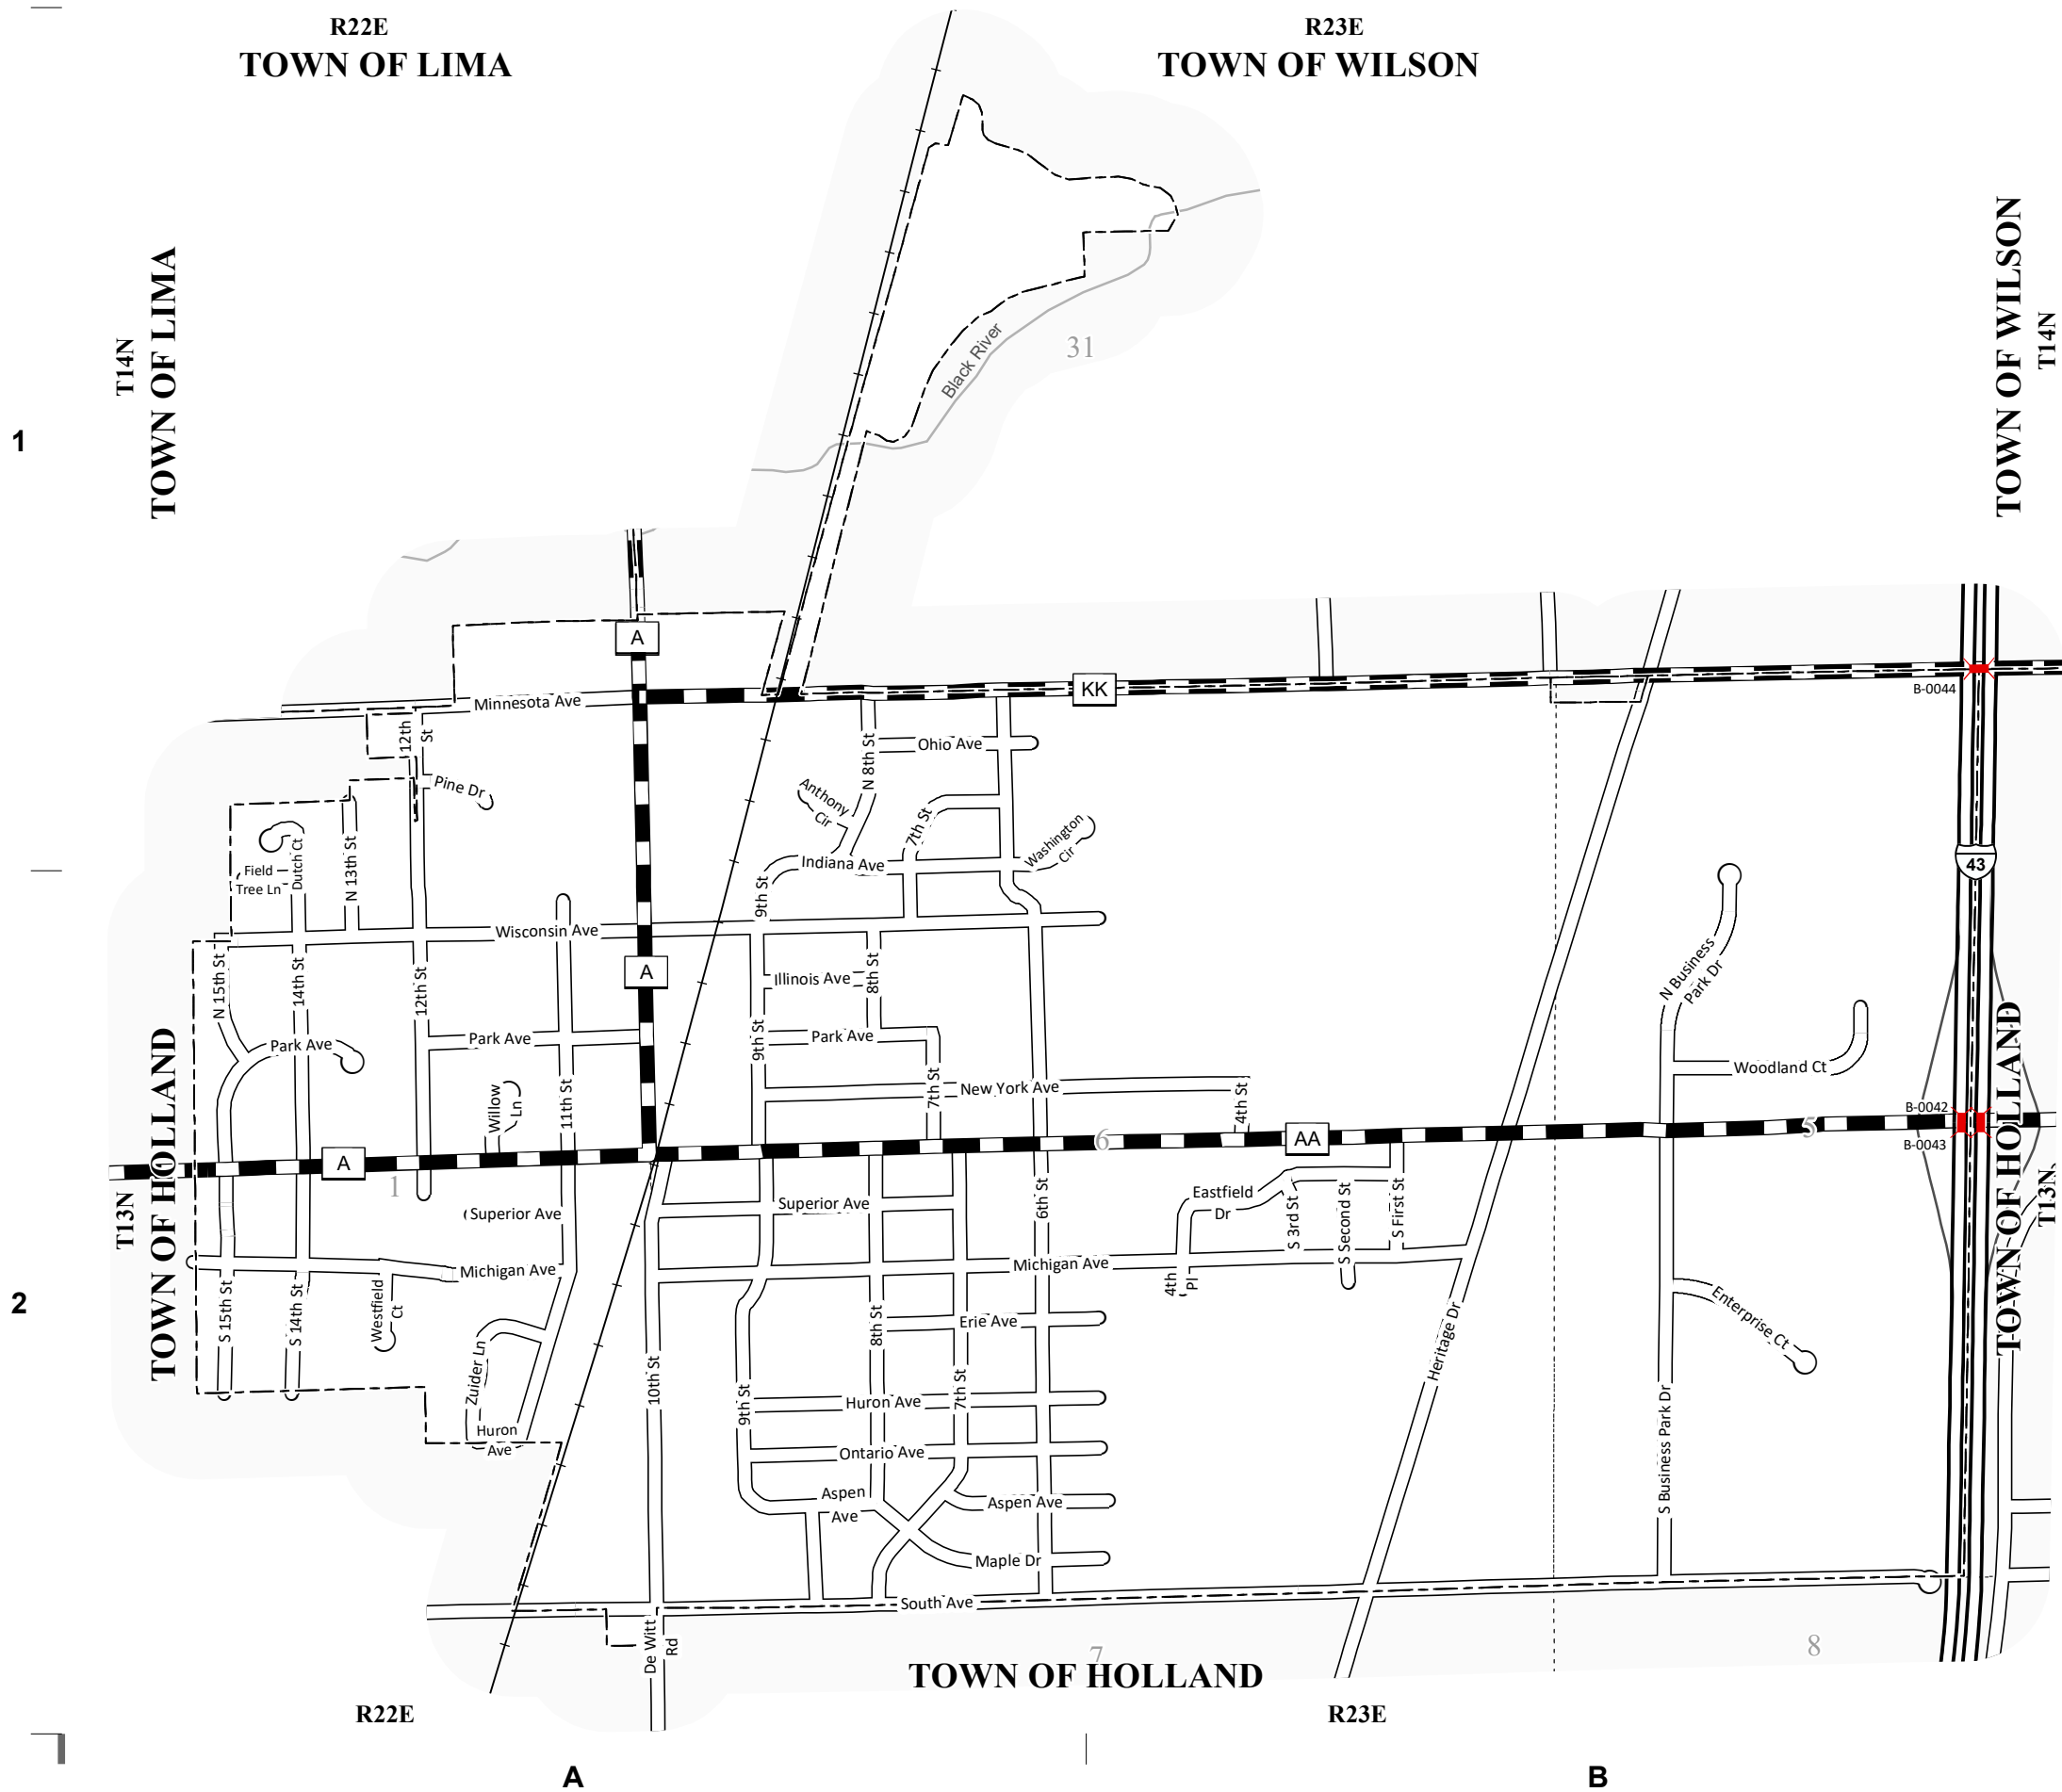 R22E
R23E
TOWN OF LIMA
TOWN OF WILSON
T14N
TOWN OF LIMA
TOWN OF WILSON
T14N
Black River
31
1
A
KK
B-0044
Minnesota Ave
12th
St
Pine Dr
N 8th St
Ohio Ave
Anthony
Cir
7th St
Washington
Cir
Indiana Ave
43
Field
Tree Ln
Dutch Ct
N 13th St
9th St
Wisconsin Ave
N 15th St
14th St
12th St
A
Illinois Ave
8th St
N Business
Park Dr
Park Ave
Park Ave
9th St
Park Ave
Woodland Ct
Willow
Ln
11th St
7th St
New York Ave
4th St
B-0042
5
B-0043
6
AA
A
1
TOWN OF HOLLAND
T13N
TOWN OF HOLLAND
T13N
Superior Ave
Superior Ave
6th St
Eastfield
Dr
S 3rd St
S Second St
S First St
Michigan Ave
Michigan Ave
4th
Pl
2
S 15th St
S 14th St
Westfield
Ct
8th St
Erie Ave
Heritage Dr
Enterprise Ct
Zuider Ln
10th St
9th St
7th St
Huron Ave
S Business Park Dr
Huron
Ave
Ontario Ave
Aspen
Ave
Aspen Ave
Maple Dr
South Ave
De Witt
Rd
7
8
TOWN OF HOLLAND
R22E
R23E
A
B